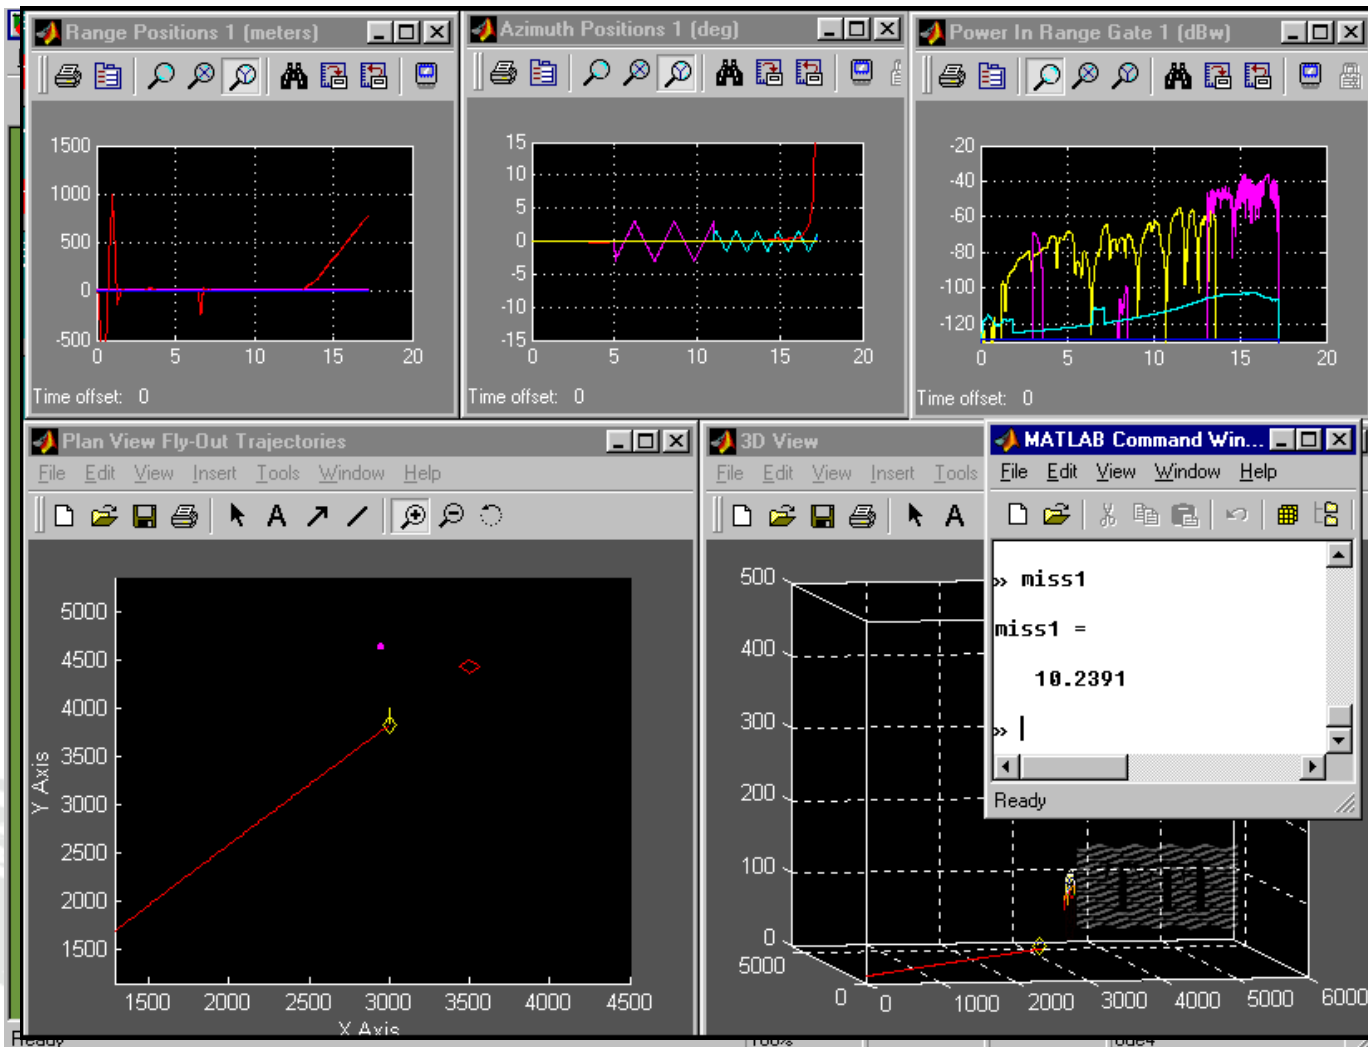 Range Positions 1 (meters)
1500
1000
500
0
-500
0 5 10 15 20
Time offset: 0
Azimuth Positions 1 (deg)
15
10
5
0
-5
-10
-15
0 5 10 15 20
Time offset: 0
Power In Range Gate 1 (dBw)
-20
-40
-60
-80
-100
-120
0 5 10 15 20
Time offset: 0
Plan View Fly-Out Trajectories
File Edit View Insert Tools Window Help
5000
4500
4000
3500
3000
2500
2000
1500
Y Axis
1500 2000 2500 3000 3500 4000 4500
X Axis
3D View
File Edit View Insert Tools
500
400
300
200
100
0
5000
0
0 1000 2000 3000 4000 5000 6000
MATLAB Command Win...
File Edit View Window Help
» miss1
miss1 =
10.2391
»
Ready
Ready
100%
ode4